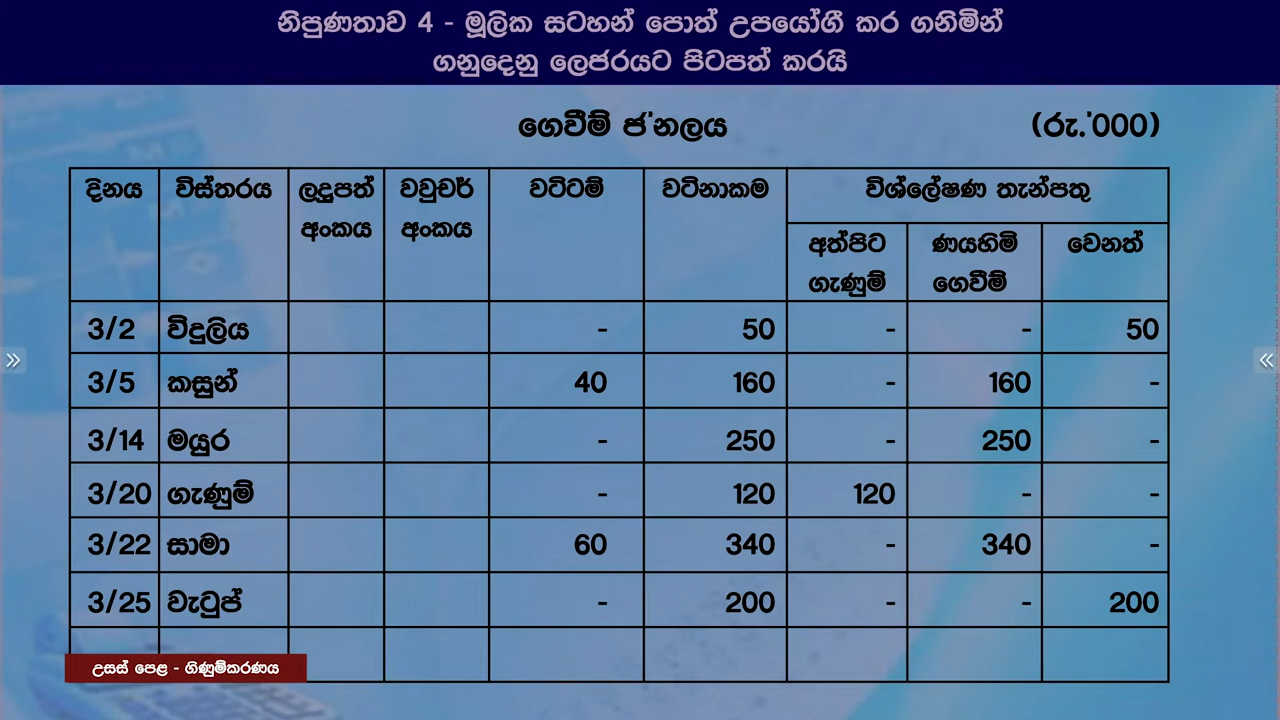 නිපුණතාව 4 - මූලික සටහන් පොත් උපයෝගී කර ගනිමින්
ගනුදෙනු ලෙජරයට පිටපත් කරයි
ගෙවීම් ජ'නලය (රු.'000)
දිනය විස්තරය ලදුපත් වවුචර් වට්ටම් වටිනාකම විශ්ලේෂණ තැන්පතු
අංකය අංකය
අත්පිට ණයහිමි වෙනත්
ගැණුම් ගෙවීම්
3/2 විදුලිය - 50 - - 50
3/5 කසුන් 40 160 - 160 -
3/14 මයුර - 250 - 250 -
3/20 ගැණුම් - 120 120 - -
3/22 සාමා 60 340 - 340 -
3/25 වැටුප් - 200 - - 200
උසස් පෙළ - ගිණුම්කරණය